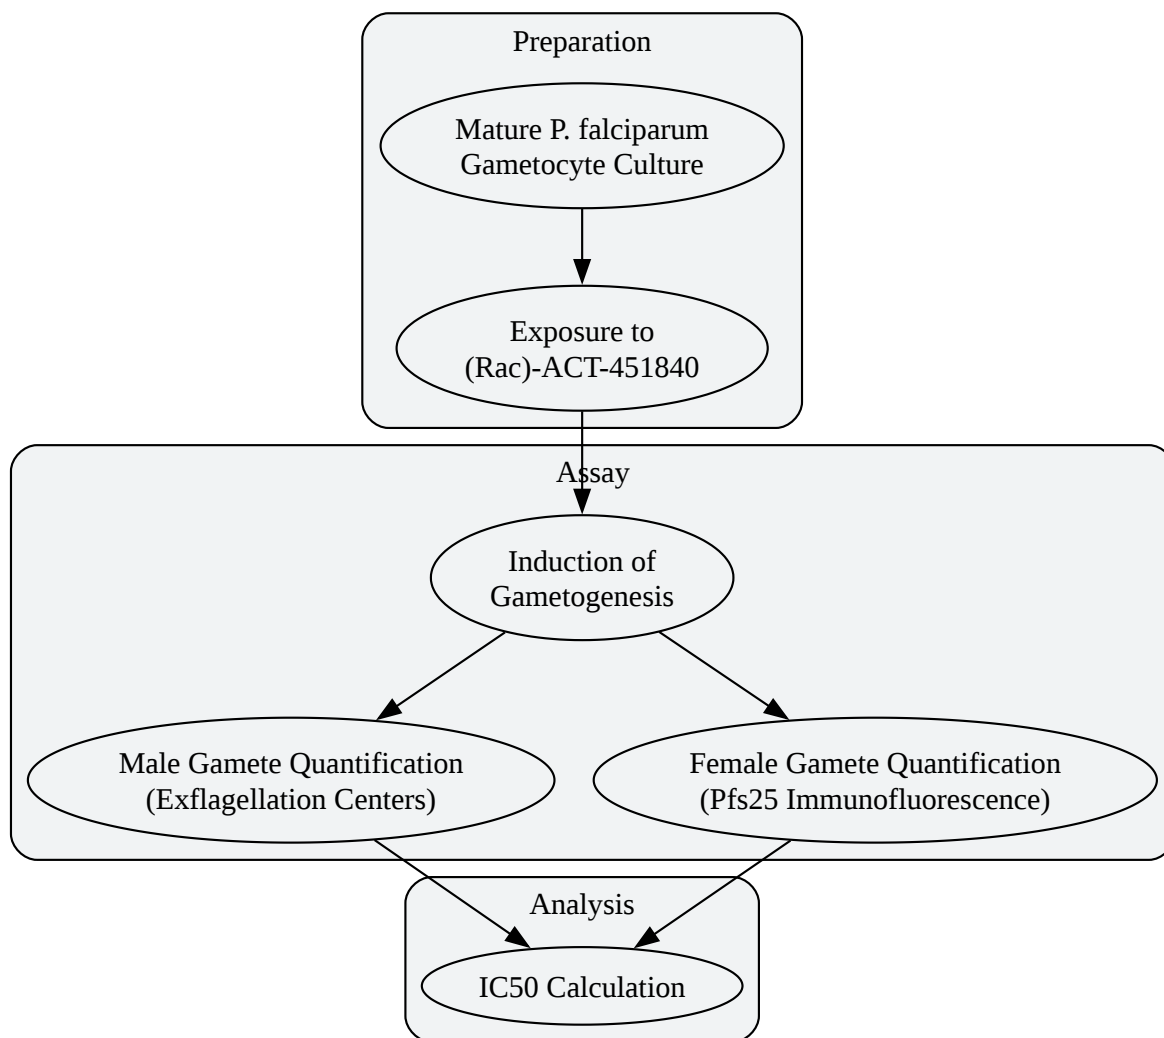 Preparation
Mature P. falciparum
Gametocyte Culture
Exposure to
(Rac)-ACT-451840
Assay
Induction of
Gametogenesis
Male Gamete Quantification
(Exflagellation Centers)
Female Gamete Quantification
(Pfs25 Immunofluorescence)
Analysis
IC50 Calculation